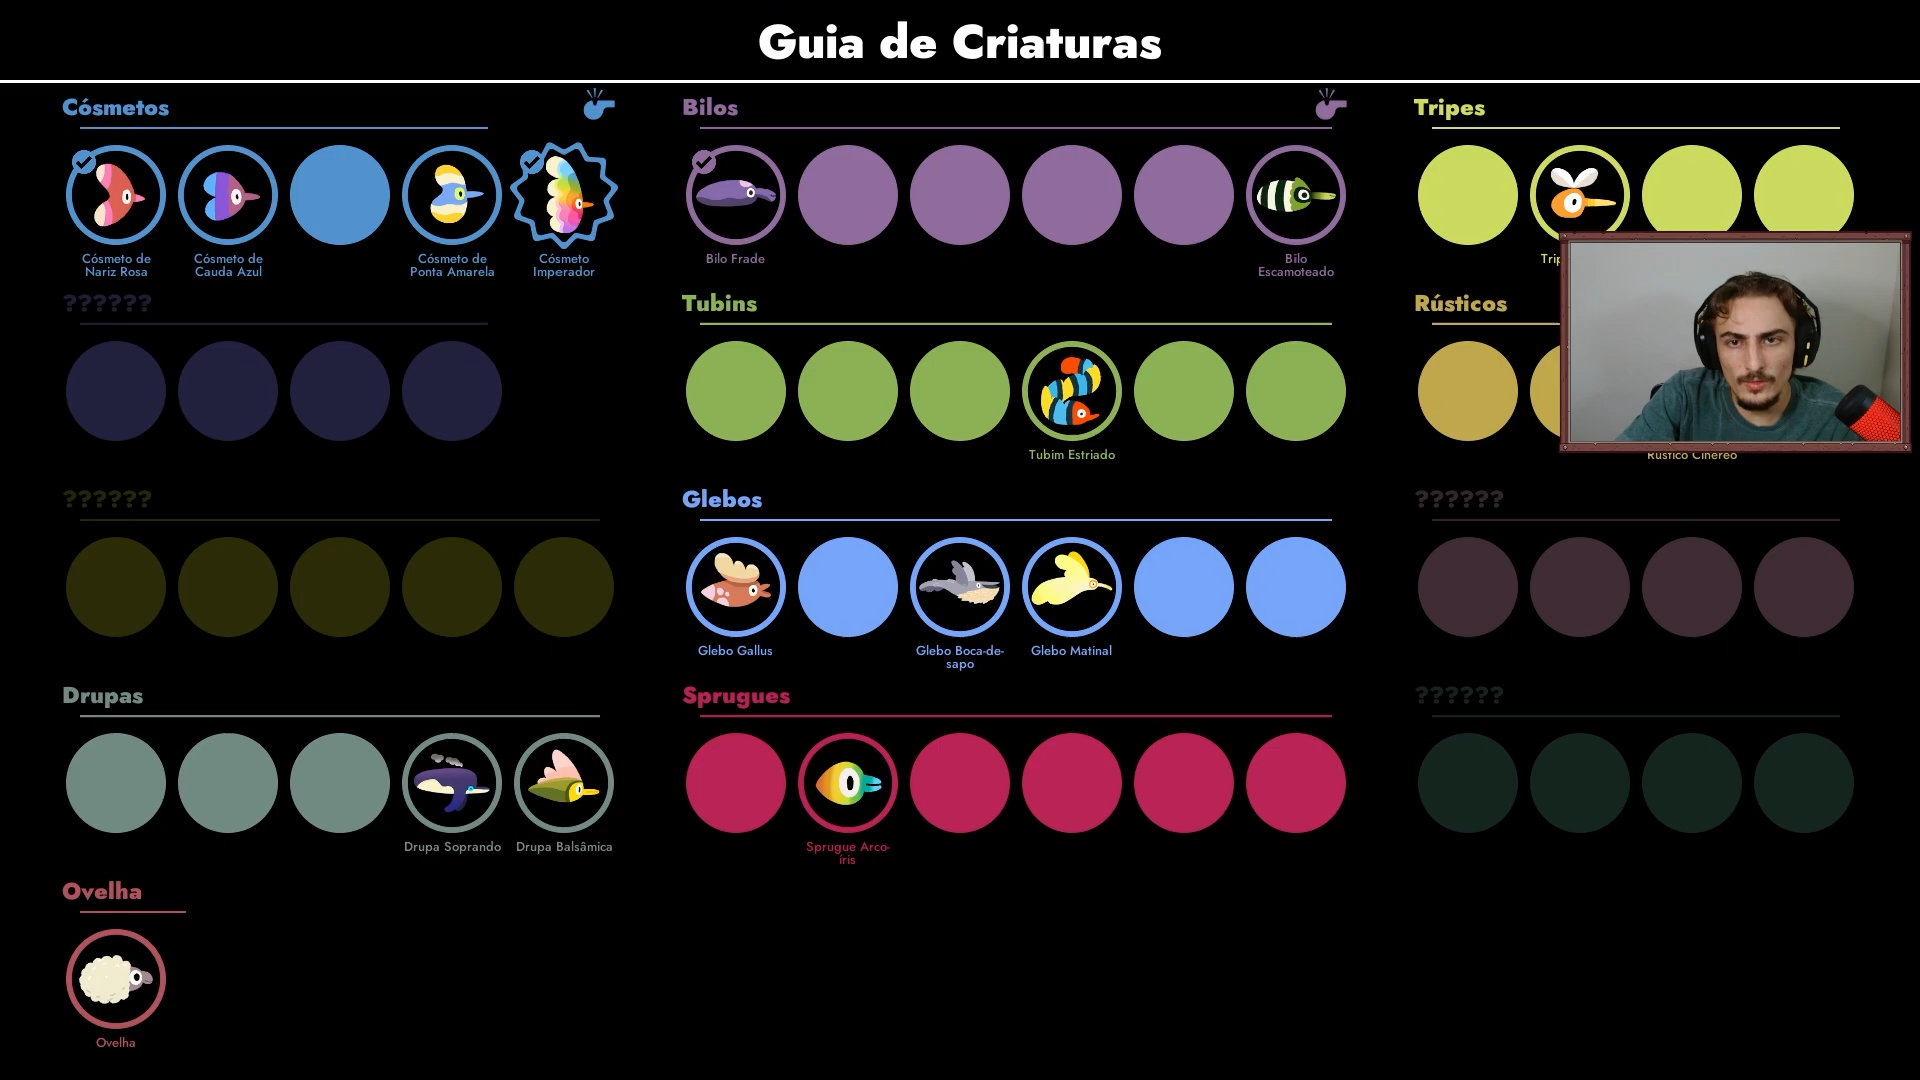 Guia de Criaturas
Cósmetos
Cósmeto de
Nariz Rosa
Cósmeto de
Cauda Azul
Cósmeto de
Ponta Amarela
Cósmeto
Imperador
Bilos
Bilo Frade
Bilo
Escamoteado
Tripes
??????
Tubins
Tubim Estriado
Rústicos
Rústico Cinéreo
??????
Glebos
Glebo Gallus
Glebo Boca-de-
sapo
Glebo Matinal
??????
Drupas
Drupa Soprando
Drupa Balsâmica
Sprugues
Sprugue Arco-
íris
??????
Ovelha
Ovelha